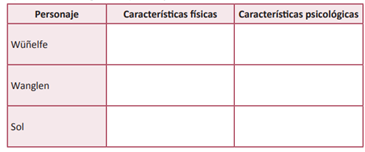 Personaje Características físicas Características psicológicas
Wüñelfe
Wanglen
Sol